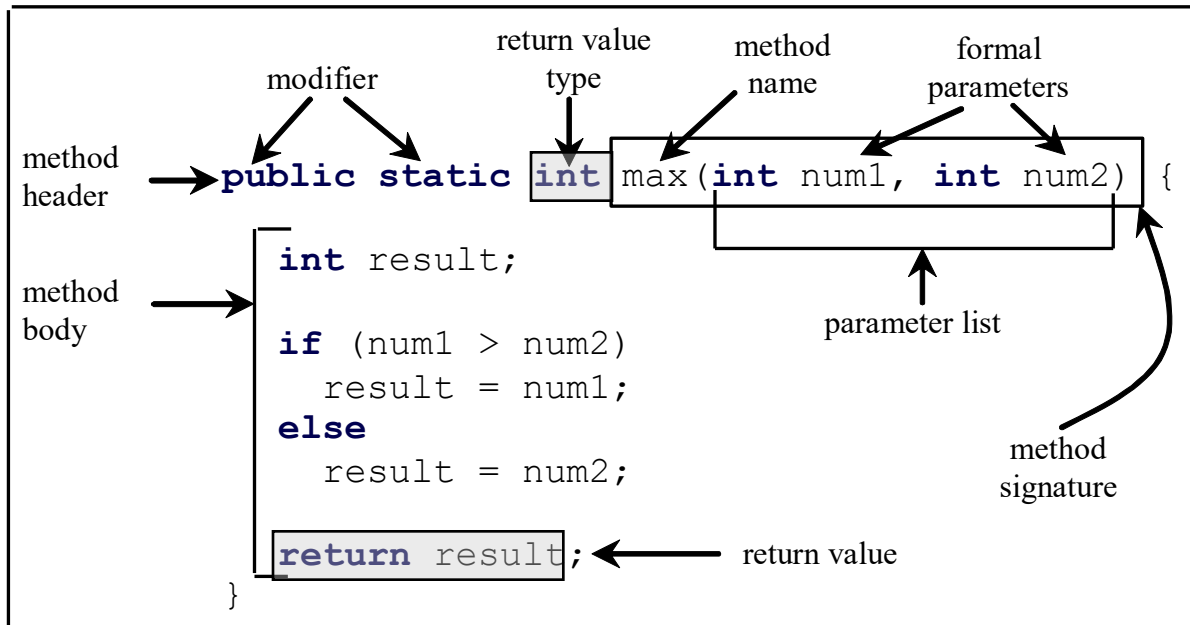 return value
type
method
name
formal
parameters
modifier
method
header
public static int max(int num1, int num2) {
method
body
int result;
parameter list
if (num1 > num2)
result = num1;
else
result = num2;
method
signature
return result;
return value
}